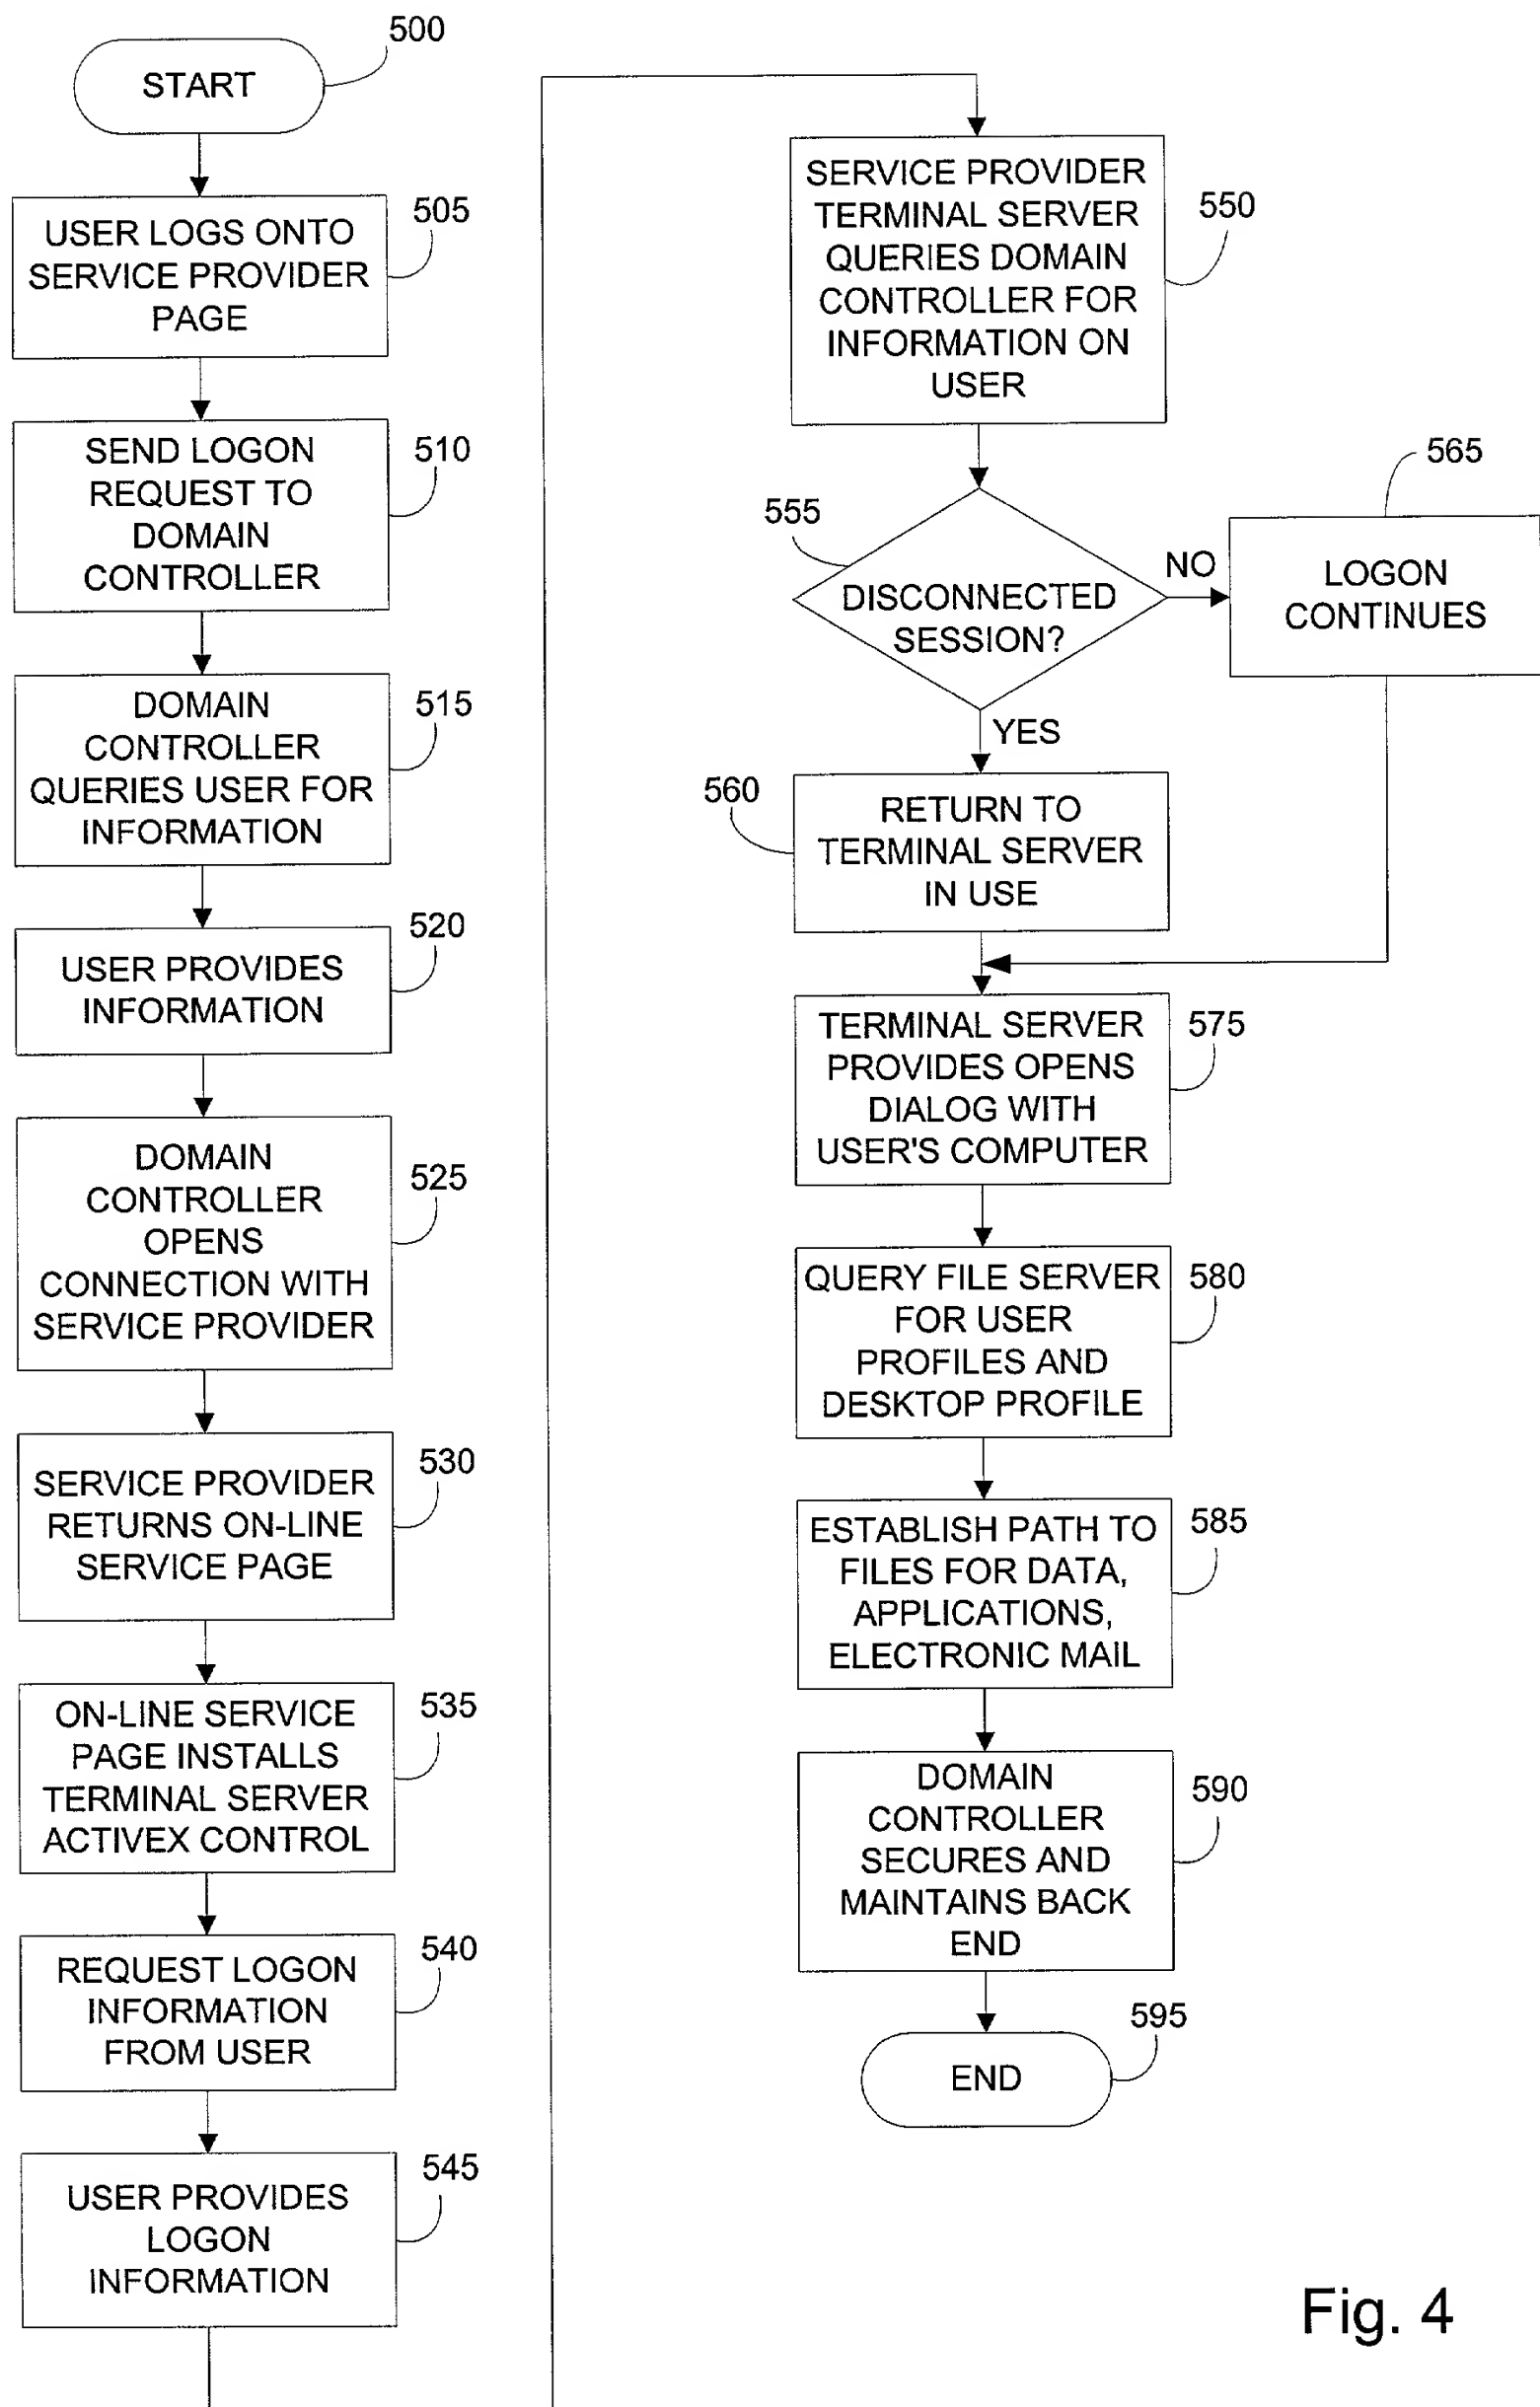 500
START
505
USER LOGS ONTO
SERVICE PROVIDER
PAGE
510
SEND LOGON
REQUEST TO
DOMAIN
CONTROLLER
515
DOMAIN
CONTROLLER
QUERIES USER FOR
INFORMATION
520
USER PROVIDES
INFORMATION
525
DOMAIN
CONTROLLER
OPENS
CONNECTION WITH
SERVICE PROVIDER
530
SERVICE PROVIDER
RETURNS ON-LINE
SERVICE PAGE
535
ON-LINE SERVICE
PAGE INSTALLS
TERMINAL SERVER
ACTIVEX CONTROL
540
REQUEST LOGON
INFORMATION
FROM USER
545
USER PROVIDES
LOGON
INFORMATION
550
SERVICE PROVIDER
TERMINAL SERVER
QUERIES DOMAIN
CONTROLLER FOR
INFORMATION ON
USER
555
DISCONNECTED
SESSION?
NO
565
LOGON
CONTINUES
YES
560
RETURN TO
TERMINAL SERVER
IN USE
575
TERMINAL SERVER
PROVIDES OPENS
DIALOG WITH
USER'S COMPUTER
580
QUERY FILE SERVER
FOR USER
PROFILES AND
DESKTOP PROFILE
585
ESTABLISH PATH TO
FILES FOR DATA,
APPLICATIONS,
ELECTRONIC MAIL
590
DOMAIN
CONTROLLER
SECURES AND
MAINTAINS BACK
END
595
END
Fig. 4